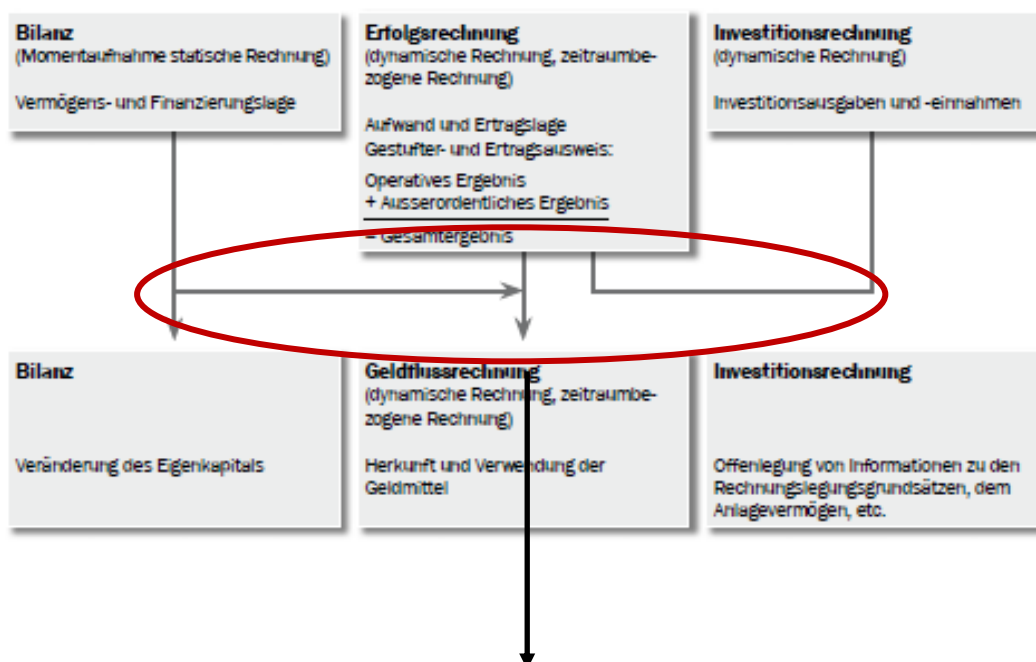 Bilanz
(Momentaufnahme statische Rechnung)
Vermögens- und Finanzierungslage
Erfolgsrechnung
(dynamische Rechnung, zeitraumbe-
zogene Rechnung)
Aufwand und Ertragslage
Gestufter- und Ertragsausweis:
Operatives Ergebnis
+ Ausserordentliches Ergebnis
= Gesamtergebnis
Investitionsrechnung
(dynamische Rechnung)
Investitionsausgaben und -einnahmen
Bilanz
Veränderung des Eigenkapitals
Geldflussrechnung
(dynamische Rechnung, zeitraumbe-
zogene Rechnung)
Herkunft und Verwendung der
Geldmittel
Investitionsrechnung
Offenlegung von Informationen zu den
Rechnungslegungsgrundsätzen, dem
Anlagevermögen, etc.